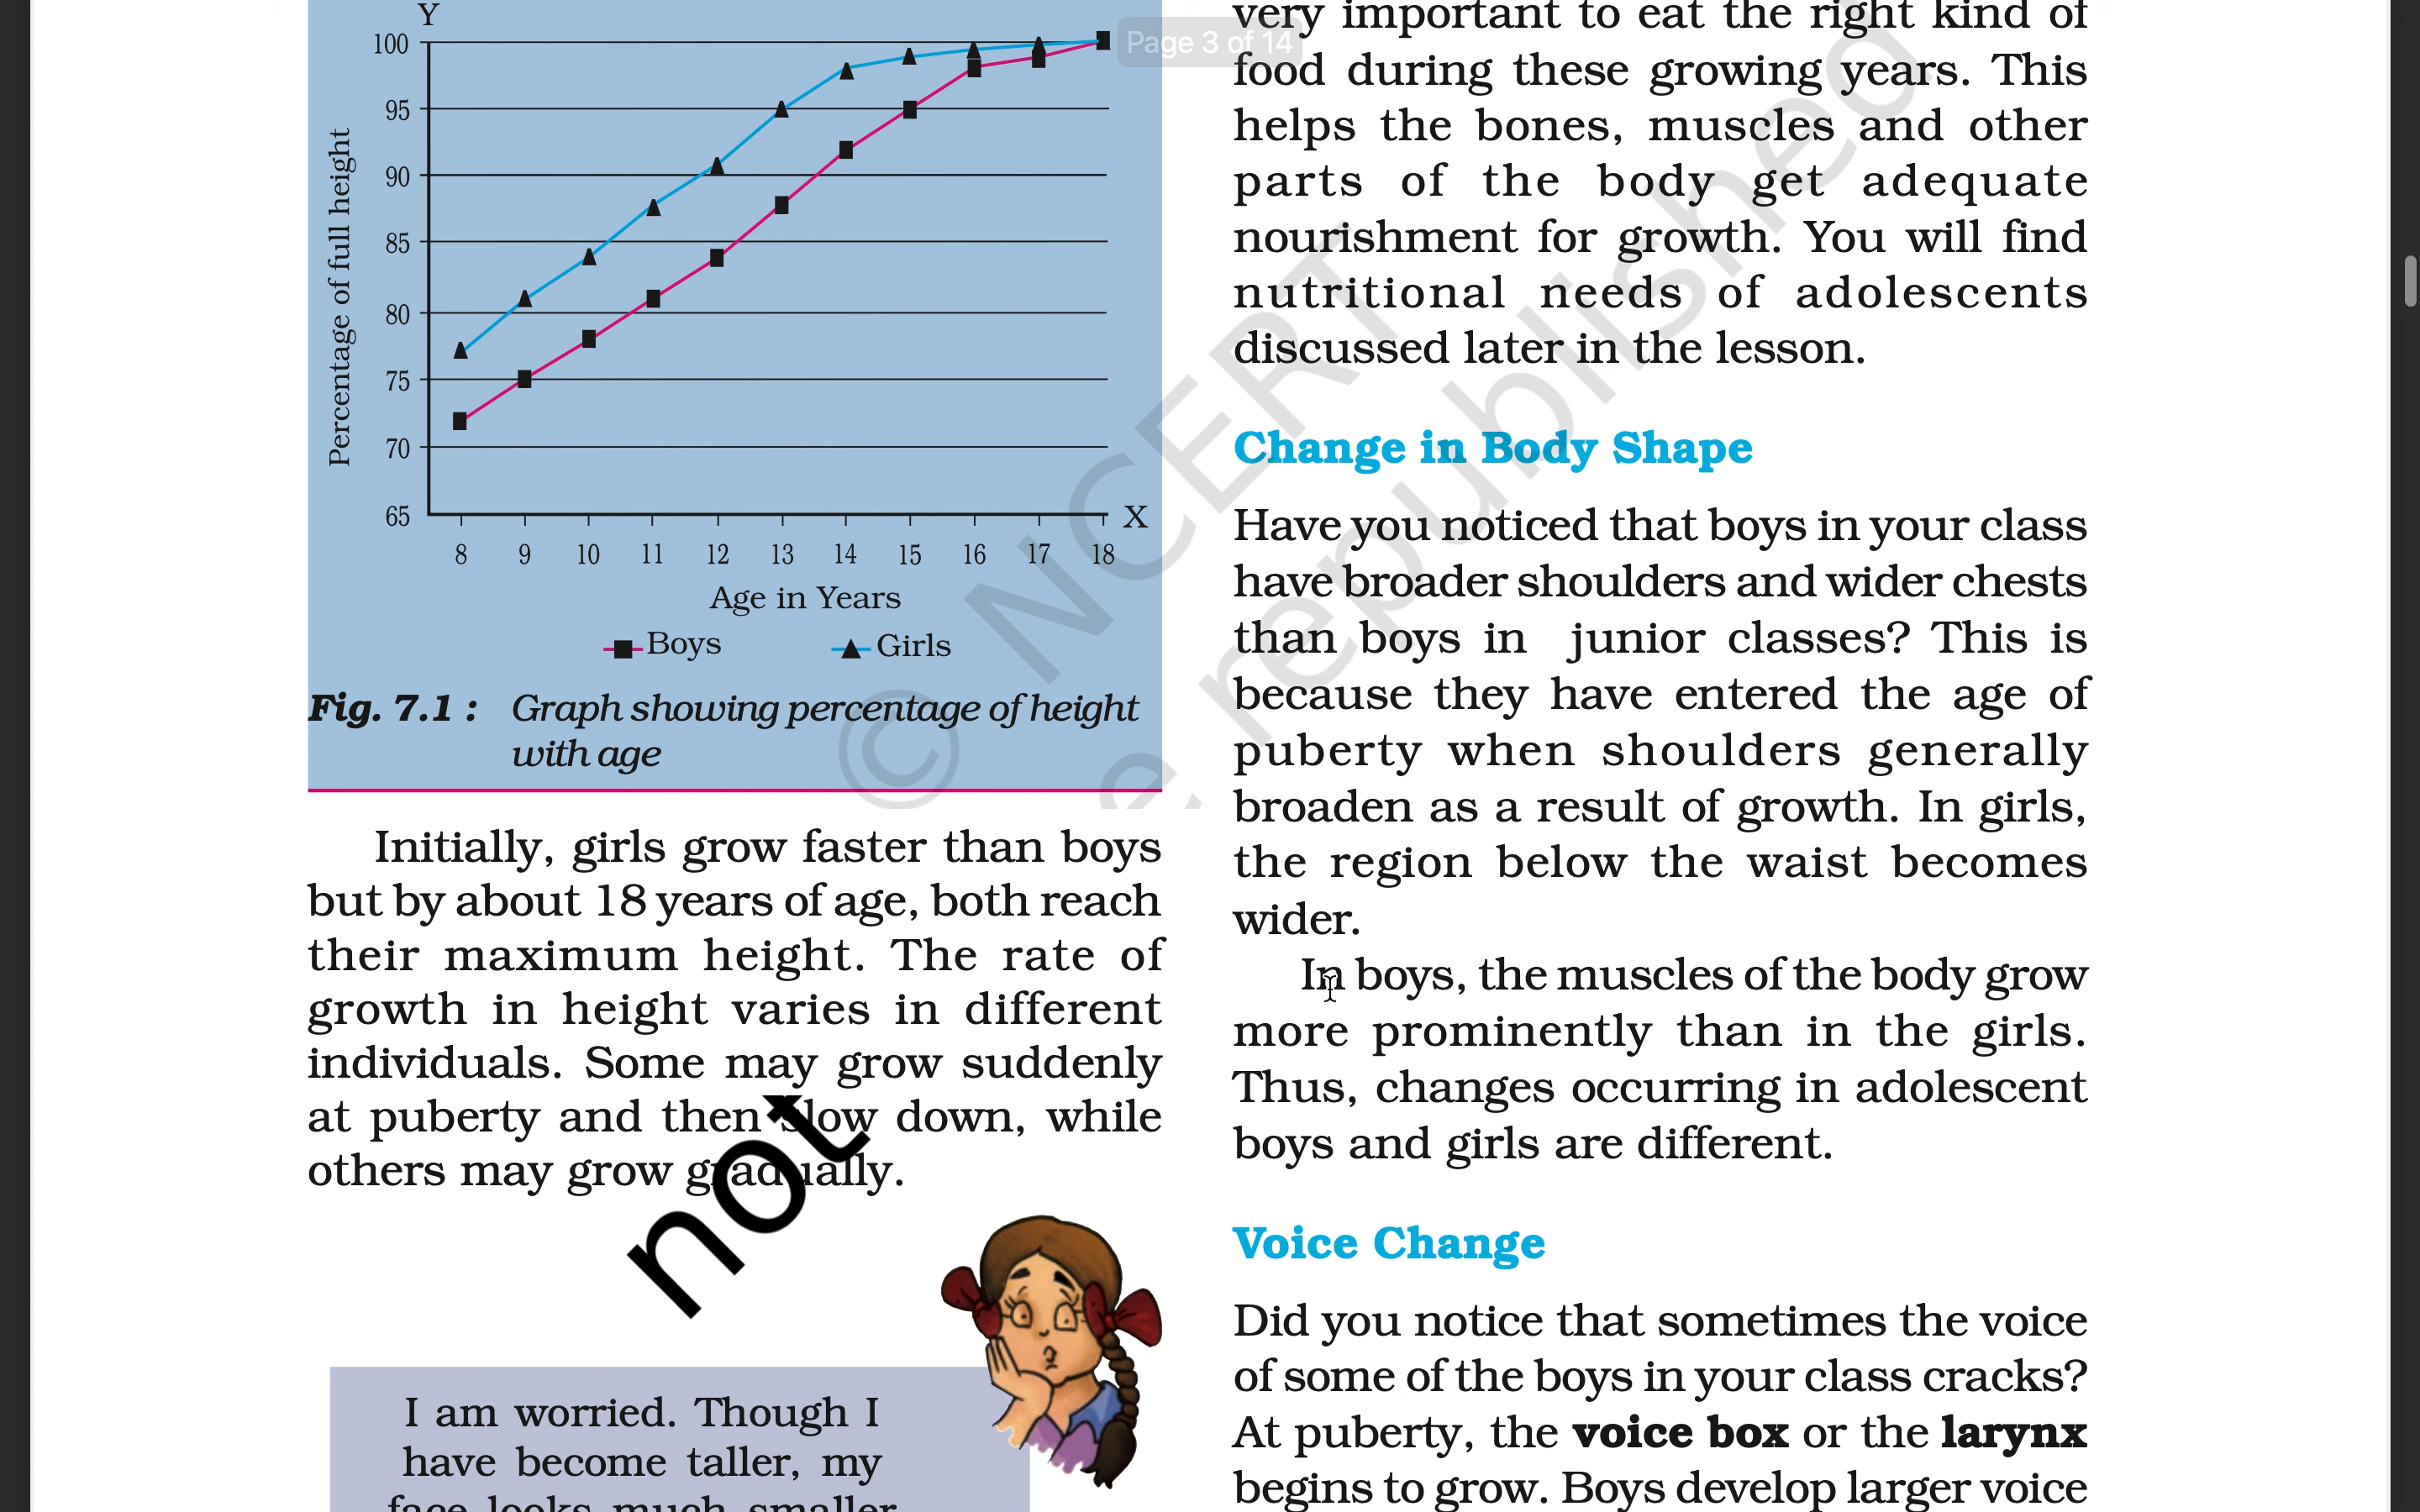 Y
100
95
90
85
80
75
70
65
Percentage of full height
X
8 9 10 11 12 13 14 15 16 17 18
Age in Years
Boys Girls
Fig. 7.1 : Graph showing percentage of height
with age
Initially, girls grow faster than boys
but by about 18 years of age, both reach
their maximum height. The rate of
growth in height varies in different
individuals. Some may grow suddenly
at puberty and then slow down, while
others may grow gradually.
I am worried. Though I
have become taller, my
face looks much smaller
Page 3 of 14
very important to eat the right kind of
food during these growing years. This
helps the bones, muscles and other
parts of the body get adequate
nourishment for growth. You will find
nutritional needs of adolescents
discussed later in the lesson.
Change in Body Shape
Have you noticed that boys in your class
have broader shoulders and wider chests
than boys in junior classes? This is
because they have entered the age of
puberty when shoulders generally
broaden as a result of growth. In girls,
the region below the waist becomes
wider.
In boys, the muscles of the body grow
more prominently than in the girls.
Thus, changes occurring in adolescent
boys and girls are different.
Voice Change
Did you notice that sometimes the voice
of some of the boys in your class cracks?
At puberty, the voice box or the larynx
begins to grow. Boys develop larger voice
© NCERT
not
e republished